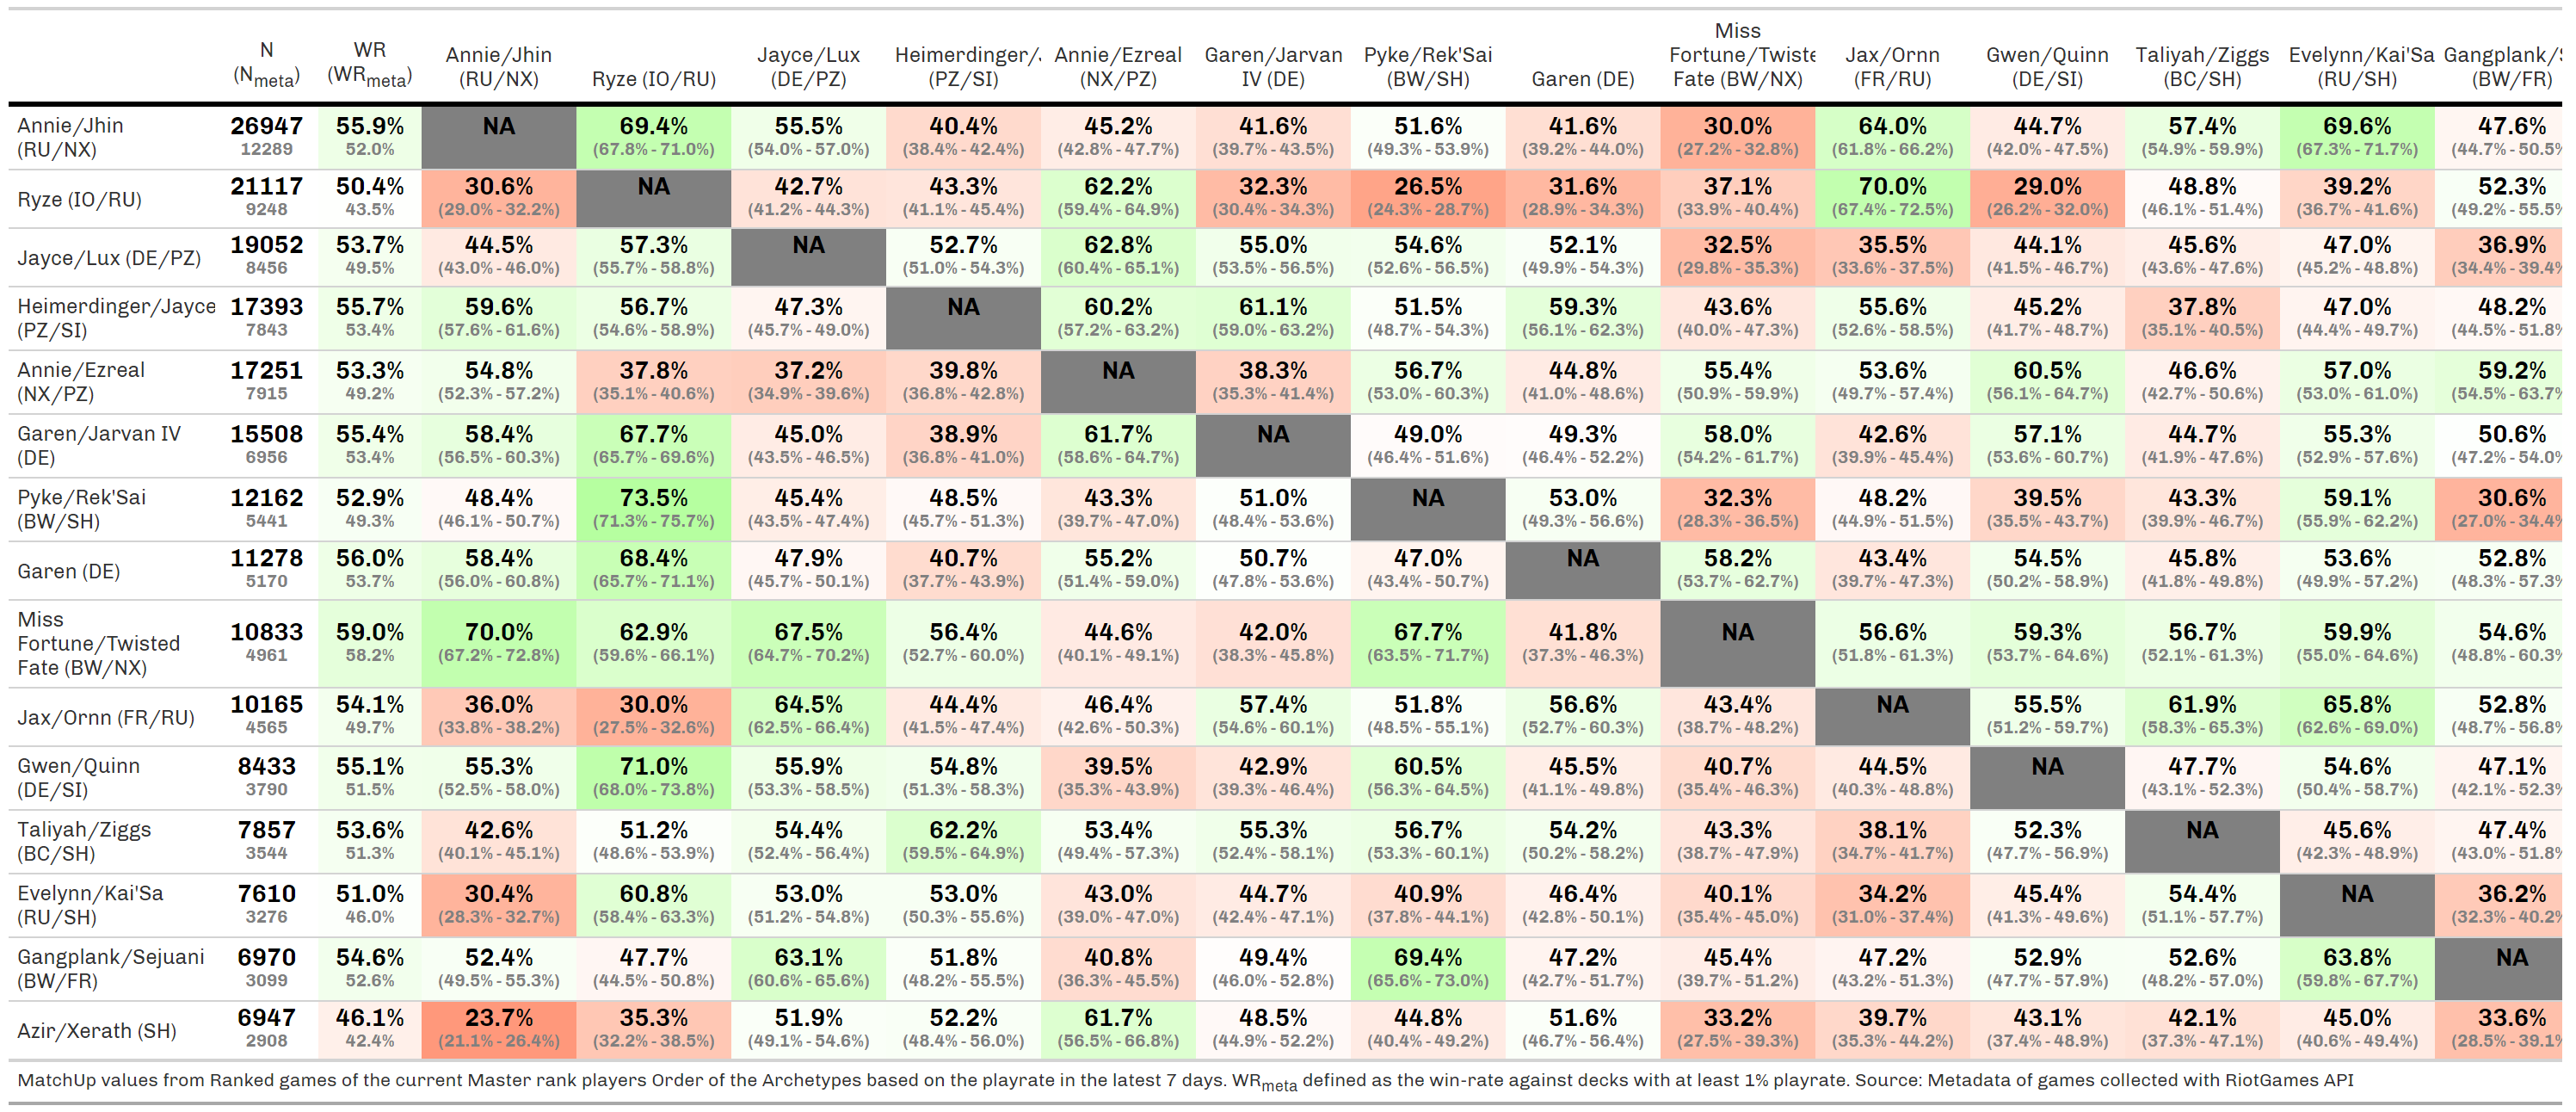 Miss
N WR Annie/Jhin Jayce/Lux Heimerdinger/ Annie/Ezreal Garen/Jarvan Pyke/Rek'Sai Fortune/Twiste Jax/Ornn Gwen/Quinn Taliyah/Ziggs Evelynn/Kai'Sa Gangplank/
(Nmeta) (WRmeta) (RU/NX) Ryze (IO/RU) (DE/PZ) (PZ/SI) (NX/PZ) IV (DE) (BW/SH) Garen (DE) Fate (BW/NX) (FR/RU) (DE/SI) (BC/SH) (RU/SH) (BW/FR)
Annie/Jhin 26947 55.9% NA 69.4% 55.5% 40.4% 45.2% 41.6% 51.6% 41.6% 30.0% 64.0% 44.7% 57.4% 69.6% 47.6%
(RU/NX) 12289 52.0% (67.8% - 71.0%) (54.0% - 57.0%) (38.4% - 42.4%) (42.8% - 47.7%) (39.7% - 43.5%) (49.3% - 53.9%) (39.2% - 44.0%) (27.2% - 32.8%) (61.8% - 66.2%) (42.0% - 47.5%) (54.9% - 59.9%) (67.3% - 71.7%) (44.7% - 50.5%
Ryze (IO/RU) 21117 50.4% 30.6% NA 42.7% 43.3% 62.2% 32.3% 26.5% 31.6% 37.1% 70.0% 29.0% 48.8% 39.2% 52.3%
9248 43.5% (29.0% - 32.2%) (41.2% - 44.3%) (41.1% - 45.4%) (59.4% - 64.9%) (30.4% - 34.3%) (24.3% - 28.7%) (28.9% - 34.3%) (33.9% - 40.4%) (67.4% - 72.5%) (26.2% - 32.0%) (46.1% - 51.4%) (36.7% - 41.6%) (49.2% - 55.5%
Jayce/Lux (DE/PZ) 19052 53.7% 44.5% 57.3% NA 52.7% 62.8% 55.0% 54.6% 52.1% 32.5% 35.5% 44.1% 45.6% 47.0% 36.9%
8456 49.5% (43.0% - 46.0%) (55.7% - 58.8%) (51.0% - 54.3%) (60.4% - 65.1%) (53.5% - 56.5%) (52.6% - 56.5%) (49.9% - 54.3%) (29.8% - 35.3%) (33.6% - 37.5%) (41.5% - 46.7%) (43.6% - 47.6%) (45.2% - 48.8%) (34.4% - 39.4%
Heimerdinger/Jayce 17393 55.7% 59.6% 56.7% 47.3% NA 60.2% 61.1% 51.5% 59.3% 43.6% 55.6% 45.2% 37.8% 47.0% 48.2%
(PZ/SI) 7843 53.4% (57.6% - 61.6%) (54.6% - 58.9%) (45.7% - 49.0%) (57.2% - 63.2%) (59.0% - 63.2%) (48.7% - 54.3%) (56.1% - 62.3%) (40.0% - 47.3%) (52.6% - 58.5%) (41.7% - 48.7%) (35.1% - 40.5%) (44.4% - 49.7%) (44.5% - 51.8%
Annie/Ezreal 17251 53.3% 54.8% 37.8% 37.2% 39.8% NA 38.3% 56.7% 44.8% 55.4% 53.6% 60.5% 46.6% 57.0% 59.2%
(NX/PZ) 7915 49.2% (52.3% - 57.2%) (35.1% - 40.6%) (34.9% - 39.6%) (36.8% - 42.8%) (35.3% - 41.4%) (53.0% - 60.3%) (41.0% - 48.6%) (50.9% - 59.9%) (49.7% - 57.4%) (56.1% - 64.7%) (42.7% - 50.6%) (53.0% - 61.0%) (54.5% - 63.7%
Garen/Jarvan IV 15508 55.4% 58.4% 67.7% 45.0% 38.9% 61.7% NA 49.0% 49.3% 58.0% 42.6% 57.1% 44.7% 55.3% 50.6%
(DE) 6956 53.4% (56.5% - 60.3%) (65.7% - 69.6%) (43.5% - 46.5%) (36.8% - 41.0%) (58.6% - 64.7%) (46.4% - 51.6%) (46.4% - 52.2%) (54.2% - 61.7%) (39.9% - 45.4%) (53.6% - 60.7%) (41.9% - 47.6%) (52.9% - 57.6%) (47.2% - 54.0%
Pyke/Rek'Sai 12162 52.9% 48.4% 73.5% 45.4% 48.5% 43.3% 51.0% NA 53.0% 32.3% 48.2% 39.5% 43.3% 59.1% 30.6%
(BW/SH) 5441 49.3% (46.1% - 50.7%) (71.3% - 75.7%) (43.5% - 47.4%) (45.7% - 51.3%) (39.7% - 47.0%) (48.4% - 53.6%) (49.3% - 56.6%) (28.3% - 36.5%) (44.9% - 51.5%) (35.5% - 43.7%) (39.9% - 46.7%) (55.9% - 62.2%) (27.0% - 34.4%
Garen (DE) 11278 56.0% 58.4% 68.4% 47.9% 40.7% 55.2% 50.7% 47.0% NA 58.2% 43.4% 54.5% 45.8% 53.6% 52.8%
5170 53.7% (56.0% - 60.8%) (65.7% - 71.1%) (45.7% - 50.1%) (37.7% - 43.9%) (51.4% - 59.0%) (47.8% - 53.6%) (43.4% - 50.7%) (53.7% - 62.7%) (39.7% - 47.3%) (50.2% - 58.9%) (41.8% - 49.8%) (49.9% - 57.2%) (48.3% - 57.3%
Miss
Fortune/Twisted 10833 59.0% 70.0% 62.9% 67.5% 56.4% 44.6% 42.0% 67.7% 41.8% NA 56.6% 59.3% 56.7% 59.9% 54.6%
Fate (BW/NX) 4961 58.2% (67.2% - 72.8%) (59.6% - 66.1%) (64.7% - 70.2%) (52.7% - 60.0%) (40.1% - 49.1%) (38.3% - 45.8%) (63.5% - 71.7%) (37.3% - 46.3%) (51.8% - 61.3%) (53.7% - 64.6%) (52.1% - 61.3%) (55.0% - 64.6%) (48.8% - 60.3%
Jax/Ornn (FR/RU) 10165 54.1% 36.0% 30.0% 64.5% 44.4% 46.4% 57.4% 51.8% 56.6% 43.4% NA 55.5% 61.9% 65.8% 52.8%
4565 49.7% (33.8% - 38.2%) (27.5% - 32.6%) (62.5% - 66.4%) (41.5% - 47.4%) (42.6% - 50.3%) (54.6% - 60.1%) (48.5% - 55.1%) (52.7% - 60.3%) (38.7% - 48.2%) (51.2% - 59.7%) (58.3% - 65.3%) (62.6% - 69.0%) (48.7% - 56.8%
Gwen/Quinn 8433 55.1% 55.3% 71.0% 55.9% 54.8% 39.5% 42.9% 60.5% 45.5% 40.7% 44.5% NA 47.7% 54.6% 47.1%
(DE/SI) 3790 51.5% (52.5% - 58.0%) (68.0% - 73.8%) (53.3% - 58.5%) (51.3% - 58.3%) (35.3% - 43.9%) (39.3% - 46.4%) (56.3% - 64.5%) (41.1% - 49.8%) (35.4% - 46.3%) (40.3% - 48.8%) (43.1% - 52.3%) (50.4% - 58.7%) (42.1% - 52.3%
Taliyah/Ziggs 7857 53.6% 42.6% 51.2% 54.4% 62.2% 53.4% 55.3% 56.7% 54.2% 43.3% 38.1% 52.3% NA 45.6% 47.4%
(BC/SH) 3544 51.3% (40.1% - 45.1%) (48.6% - 53.9%) (52.4% - 56.4%) (59.5% - 64.9%) (49.4% - 57.3%) (52.4% - 58.1%) (53.3% - 60.1%) (50.2% - 58.2%) (38.7% - 47.9%) (34.7% - 41.7%) (47.7% - 56.9%) (42.3% - 48.9%) (43.0% - 51.8%
Evelynn/Kai'Sa 7610 51.0% 30.4% 60.8% 53.0% 53.0% 43.0% 44.7% 40.9% 46.4% 40.1% 34.2% 45.4% 54.4% NA 36.2%
(RU/SH) 3276 46.0% (28.3% - 32.7%) (58.4% - 63.3%) (51.2% - 54.8%) (50.3% - 55.6%) (39.0% - 47.0%) (42.4% - 47.1%) (37.8% - 44.1%) (42.8% - 50.1%) (35.4% - 45.0%) (31.0% - 37.4%) (41.3% - 49.6%) (51.1% - 57.7%) (32.3% - 40.2%
Gangplank/Sejuani 6970 54.6% 52.4% 47.7% 63.1% 51.8% 40.8% 49.4% 69.4% 47.2% 45.4% 47.2% 52.9% 52.6% 63.8% NA
(BW/FR) 3099 52.6% (49.5% - 55.3%) (44.5% - 50.8%) (60.6% - 65.6%) (48.2% - 55.5%) (36.3% - 45.5%) (46.0% - 52.8%) (65.6% - 73.0%) (42.7% - 51.7%) (39.7% - 51.2%) (43.2% - 51.3%) (47.7% - 57.9%) (48.2% - 57.0%) (59.8% - 67.7%)
Azir/Xerath (SH) 6947 46.1% 23.7% 35.3% 51.9% 52.2% 61.7% 48.5% 44.8% 51.6% 33.2% 39.7% 43.1% 42.1% 45.0% 33.6%
2908 42.4% (21.1% - 26.4%) (32.2% - 38.5%) (49.1% - 54.6%) (48.4% - 56.0%) (56.5% - 66.8%) (44.9% - 52.2%) (40.4% - 49.2%) (46.7% - 56.4%) (27.5% - 39.3%) (35.3% - 44.2%) (37.4% - 48.9%) (37.3% - 47.1%) (40.6% - 49.4%) (28.5% - 39.1%
MatchUp values from Ranked games of the current Master rank players Order of the Archetypes based on the playrate in the latest 7 days. WRmeta defined as the win-rate against decks with at least 1% playrate. Source: Metadata of games collected with RiotGames API